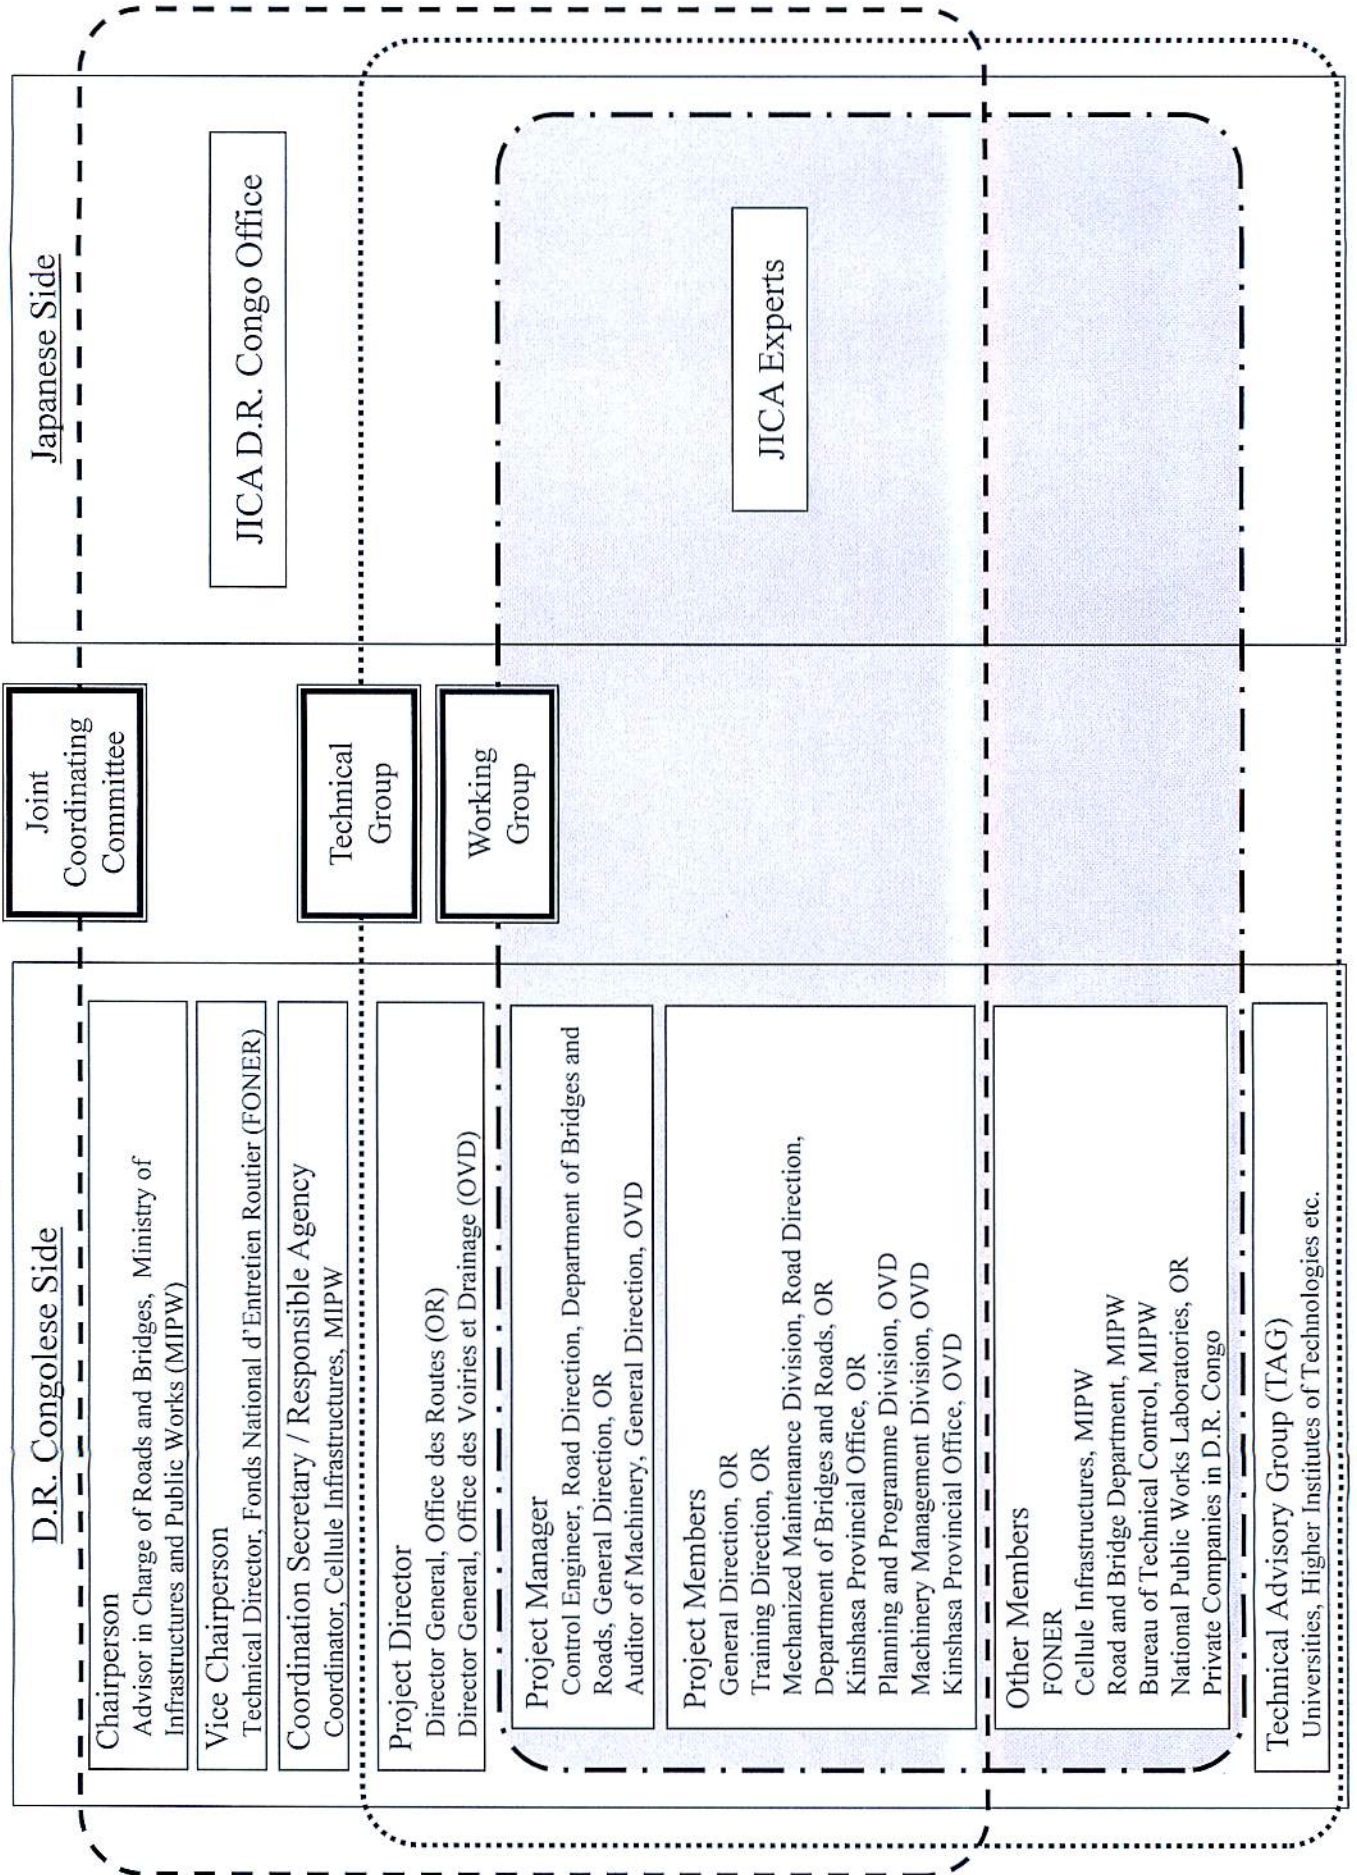 D.R. Congolese Side
Chairperson
Advisor in Charge of Roads and Bridges, Ministry of
Infrastructures and Public Works (MIPW)
Vice Chairperson
Technical Director, Fonds National d'Entretien Routier (FONER)
Coordination Secretary / Responsible Agency
Coordinator, Cellule Infrastructures, MIPW
Project Director
Director General, Office des Routes (OR)
Director General, Office des Voiries et Drainage (OVD)
Project Manager
Control Engineer, Road Direction, Department of Bridges and
Roads, General Direction, OR
Auditor of Machinery, General Direction, OVD
Project Members
General Direction, OR
Training Direction, OR
Mechanized Maintenance Division, Road Direction,
Department of Bridges and Roads, OR
Kinshasa Provincial Office, OR
Planning and Programme Division, OVD
Machinery Management Division, OVD
Kinshasa Provincial Office, OVD
Other Members
FONER
Cellule Infrastructures, MIPW
Road and Bridge Department, MIPW
Bureau of Technical Control, MIPW
National Public Works Laboratories, OR
Private Companies in D.R. Congo
Technical Advisory Group (TAG)
Universities, Higher Institutes of Technologies etc.
Joint
Coordinating
Committee
Technical
Group
Working
Group
Japanese Side
JICA D.R. Congo Office
JICA Experts